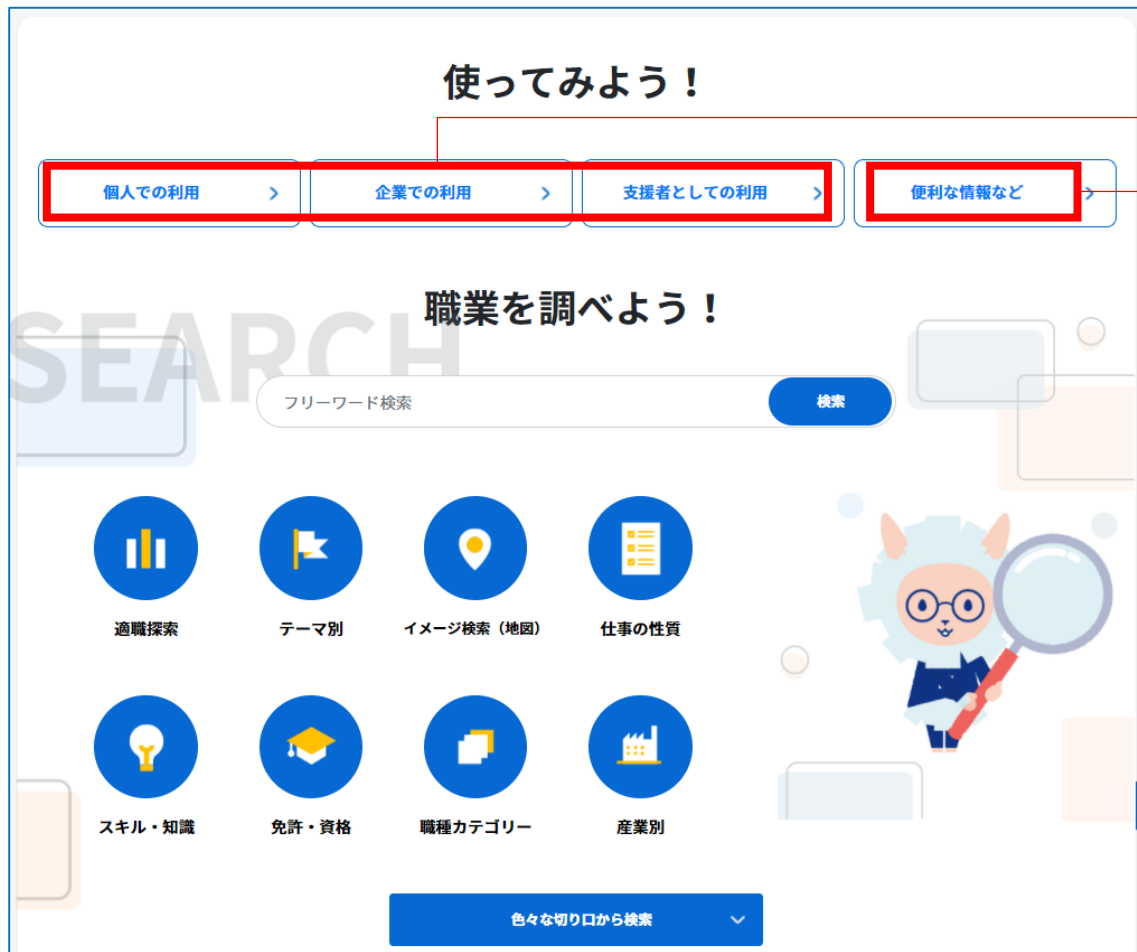 使ってみよう！
個人での利用
企業での利用
支援者としての利用
便利な情報など
職業を調べよう！
SEARCH
フリーワード検索
検索
適職探索
テーマ別
イメージ検索（地図）
仕事の性質
スキル・知識
免許・資格
職種カテゴリー
産業別
色々な切り口から検索